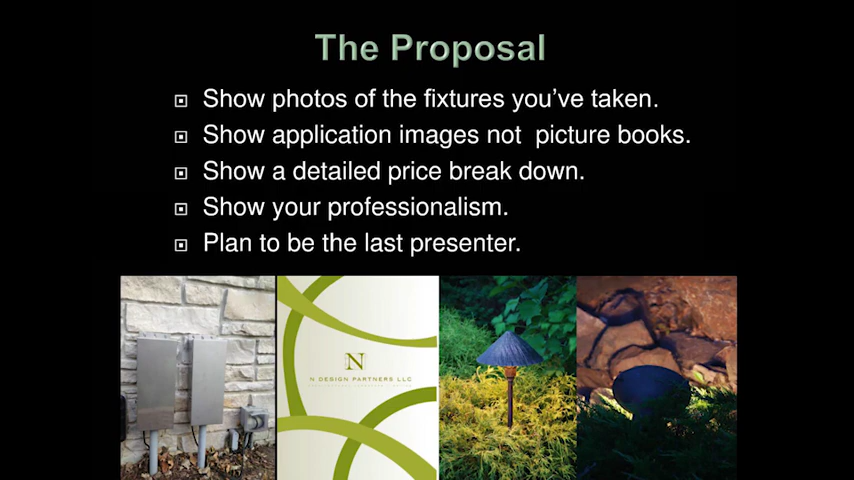 The Proposal
Show photos of the fixtures you've taken.
Show application images not picture books.
Show a detailed price break down.
Show your professionalism.
Plan to be the last presenter.
N
N DESIGN PARTNERS LLC